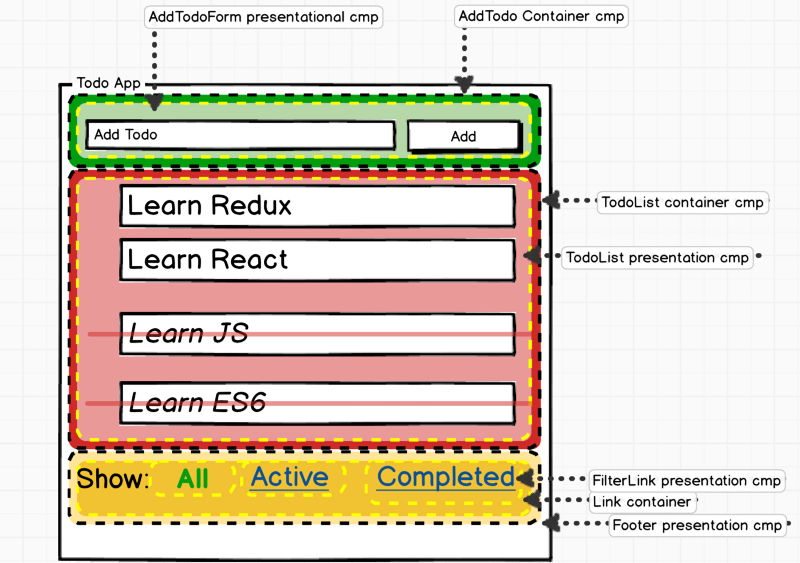 AddTodoForm presentational cmp
AddTodo Container cmp
Todo App
Add Todo
Add
Learn Redux
TodoList container cmp
Learn React
TodoList presentation cmp
Learn JS
Learn ES6
Show: All Active Completed
FilterLink presentation cmp
Link container
Footer presentation cmp